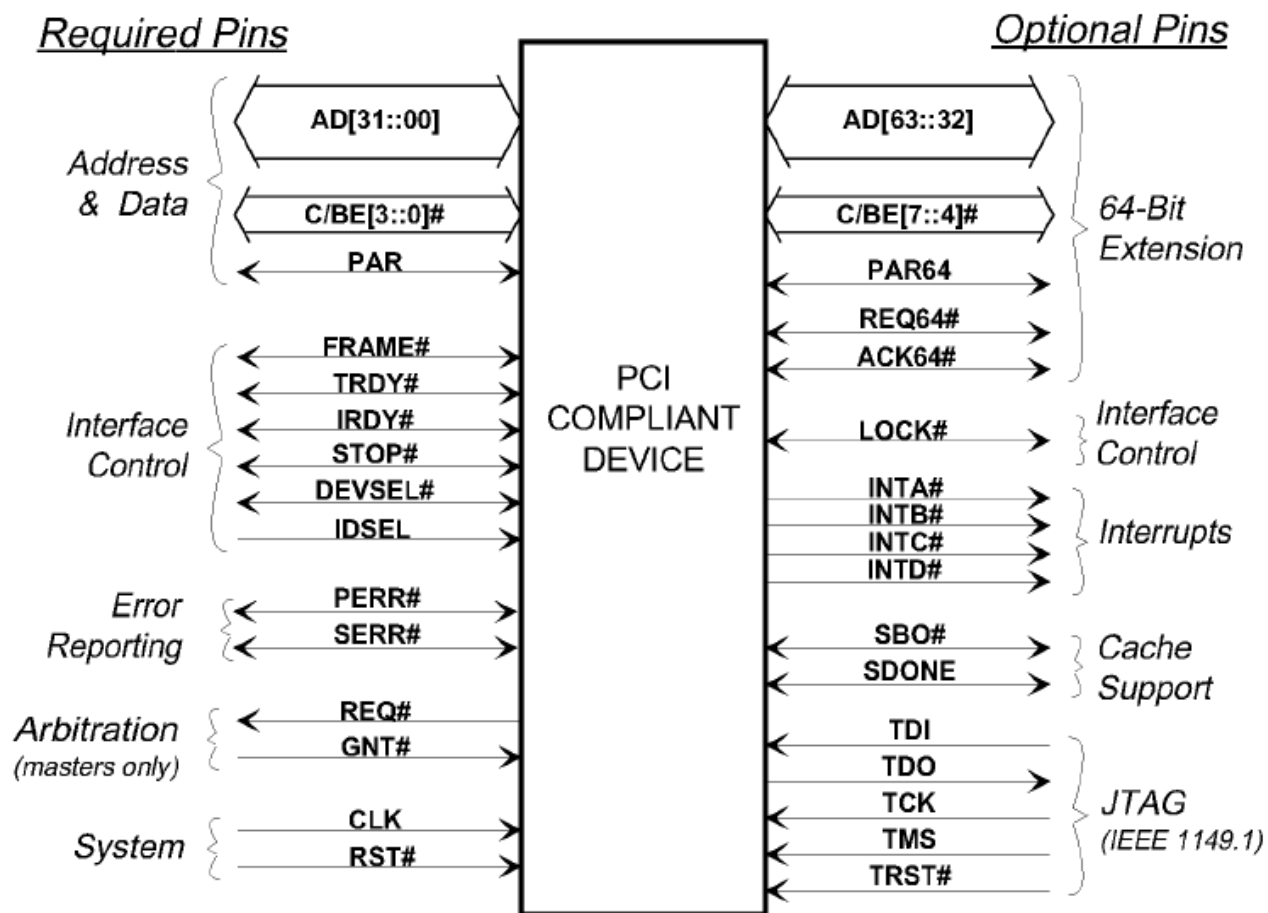 Required Pins
Optional Pins
Address
& Data
AD[31::00]
C/BE[3::0]#
PAR
Interface
Control
FRAME#
TRDY#
IRDY#
STOP#
DEVSEL#
IDSEL
Error
Reporting
PERR#
SERR#
Arbitration
(masters only)
REQ#
GNT#
System
CLK
RST#
PCI
COMPLIANT
DEVICE
AD[63::32]
C/BE[7::4]#
PAR64
REQ64#
ACK64#
64-Bit
Extension
LOCK#
Interface
Control
INTA#
INTB#
INTC#
INTD#
Interrupts
SBO#
SDONE
Cache
Support
TDI
TDO
TCK
TMS
TRST#
JTAG
(IEEE 1149.1)